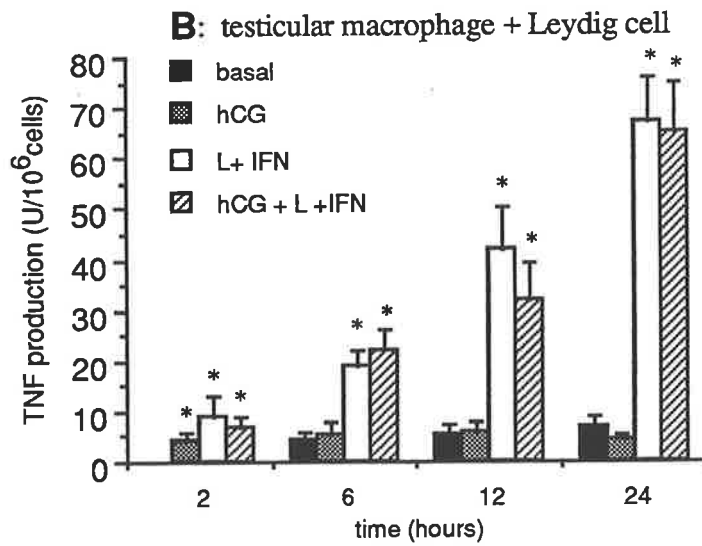 B: testicular macrophage + Leydig cell
TNF production (U/10⁶cells)
80
70
60
50
40
30
20
10
0
basal
hCG
L+ IFN
hCG + L +IFN
* * *
* *
* *
* *
2 6 12 24
time (hours)